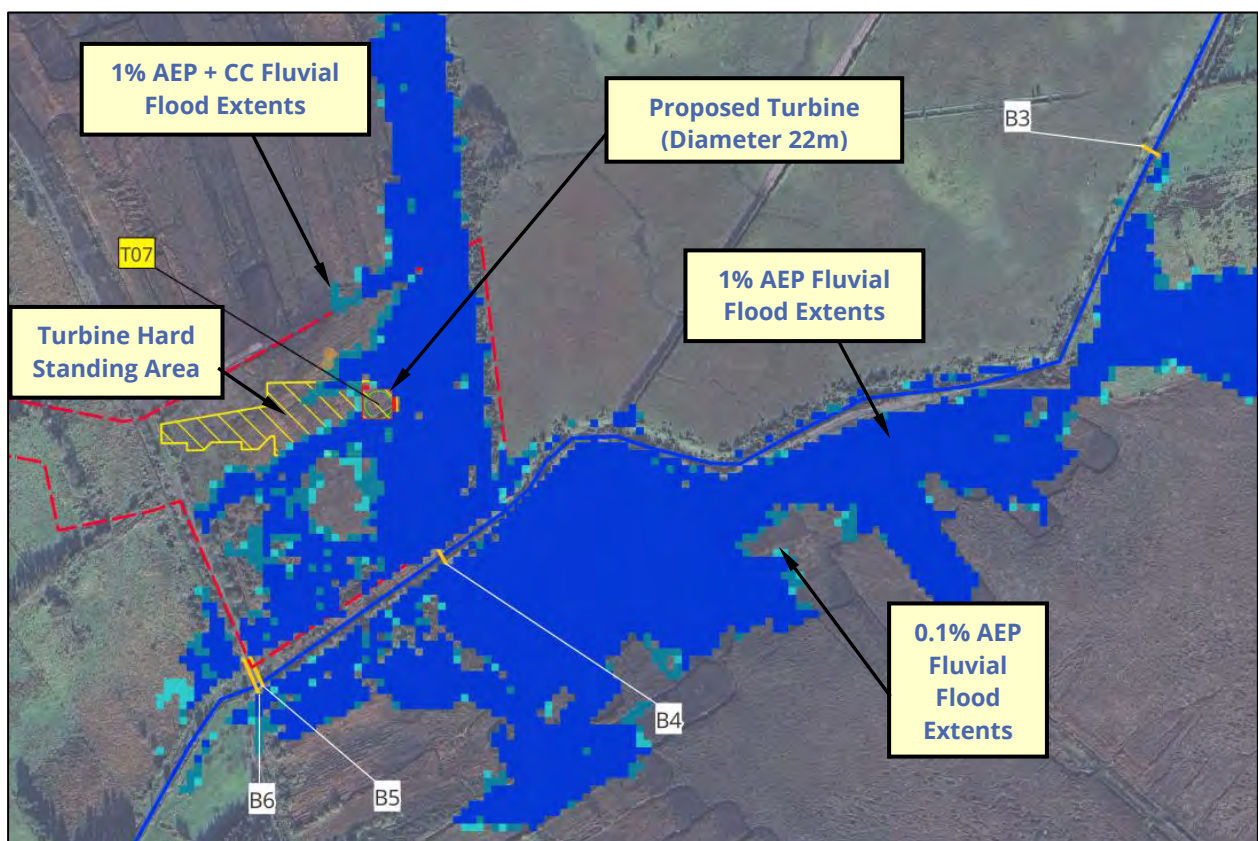 1% AEP + CC Fluvial
Flood Extents
Proposed Turbine
(Diameter 22m)
B3
T07
1% AEP Fluvial
Flood Extents
Turbine Hard
Standing Area
0.1% AEP
Fluvial
Flood
Extents
B4
B5
B6